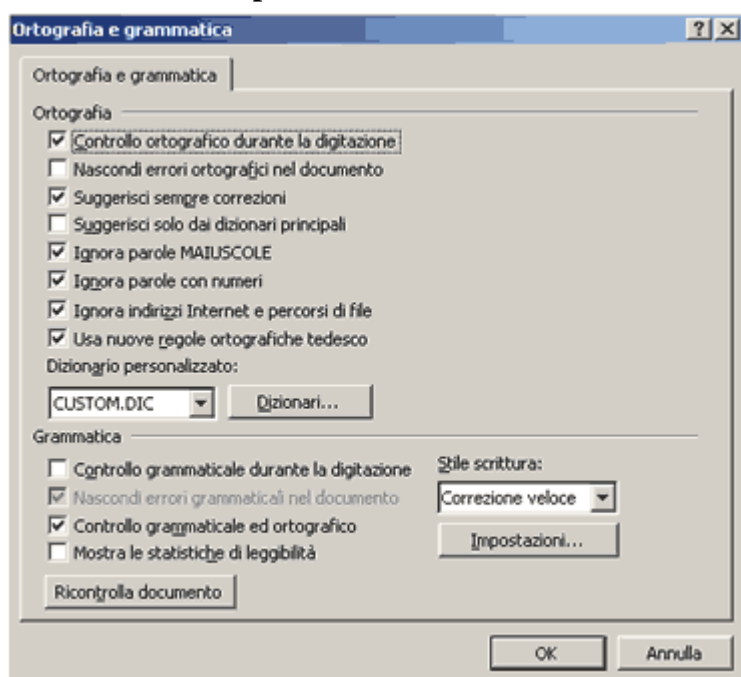 Ortografia e grammatica
Ortografia e grammatica
Ortografia
Controllo ortografico durante la digitazione
Nascondi errori ortografici nel documento
Suggerisci sempre correzioni
Suggerisci solo dai dizionari principali
Ignora parole MAIUSCOLE
Ignora parole con numeri
Ignora indirizzi Internet e percorsi di file
Usa nuove regole ortografiche tedesco
Dizionario personalizzato:
CUSTOM.DIC Dizionari...
Grammatica
Controllo grammaticale durante la digitazione
Nascondi errori grammaticali nel documento
Controllo grammaticale ed ortografico
Mostra le statistiche di leggibilità
Stile scrittura:
Correzione veloce
Impostazioni...
Ricontrolla documento
OK Annulla